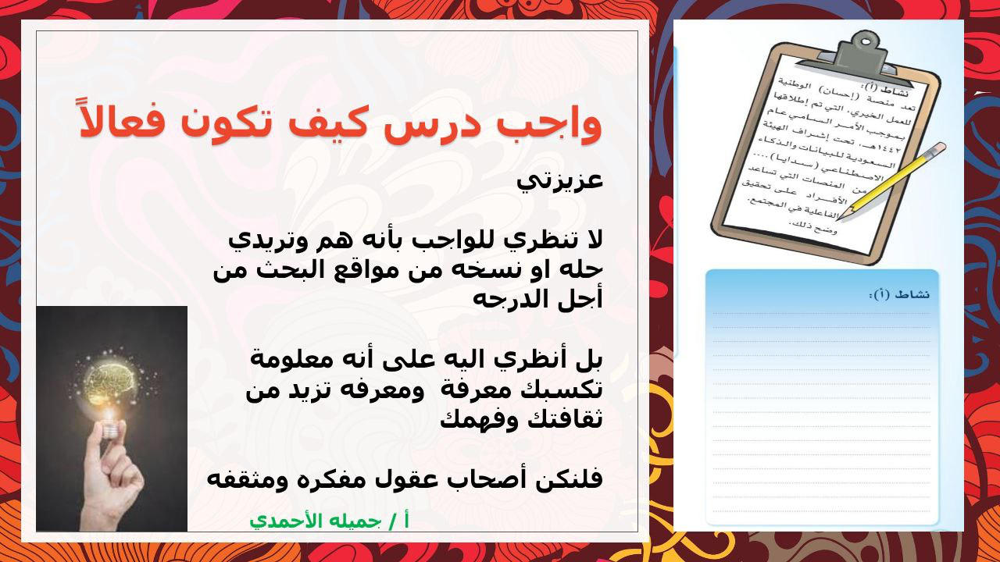 واجب درس كيف تكون فعالاً
عزيزتي
لا تنظري للواجب بأنه هم وتريدي
حله او نسخه من مواقع البحث من
أجل الدرجه
بل أنظري اليه على أنه معلومة
تكسبك معرفة ومعرفه تزيد من
ثقافتك وفهمك
فلنكن أصحاب عقول مفكره ومثقفه
أ / جميله الأحمدي
نشاط (أ):
تعد منصة (إحسان) الوطنية
للعمل الخيري، التي تم إطلاقها
بموجب الأمر السامي عام
١٤٤٢هـ، تحت إشراف الهيئة
السعودية للبيانات والذكاء
الاصطناعي (سدايا)....
من المنصات التي تساعد
الأفراد على تحقيق
الفاعلية في المجتمع.
وضح ذلك.
نشاط (أ):